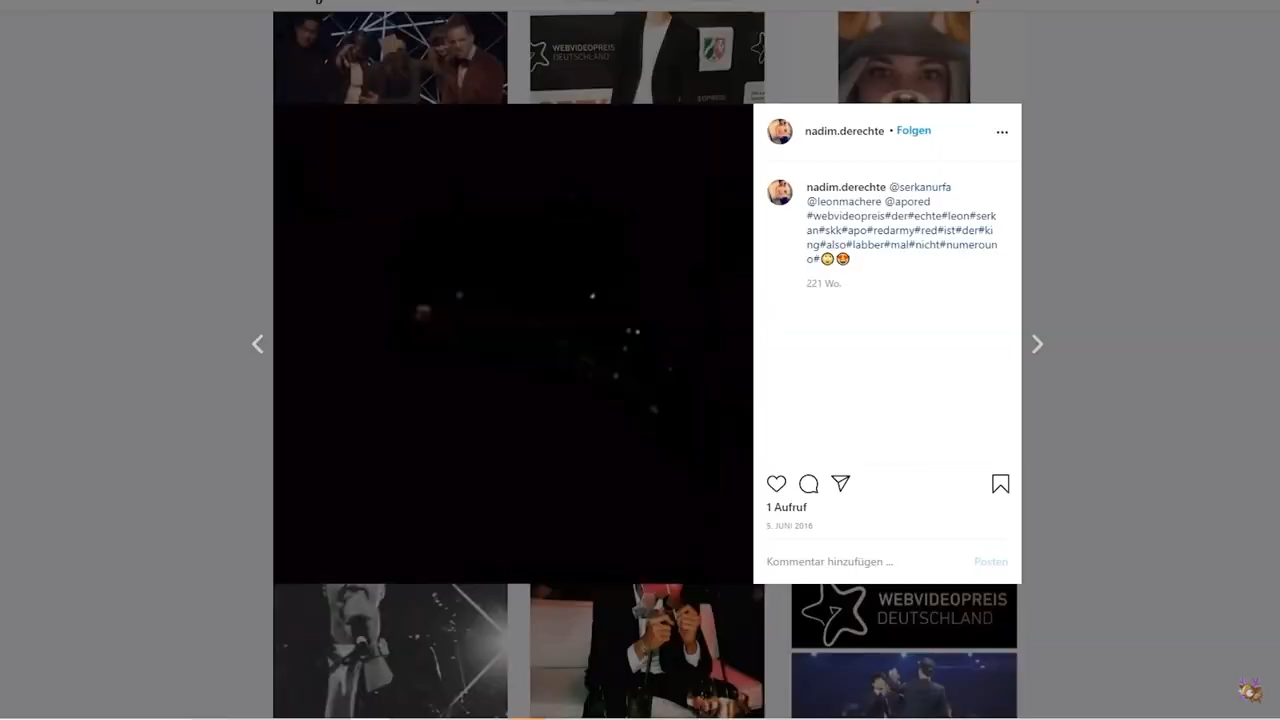 WEBVIDEOPREIS
DEUTSCHLAND
nadim.derechte • Folgen
nadim.derechte @serkanurfa
@leonmachere @apored
#webvideopreis#der#echte#leon#serk
an#skk#apo#redarmy#red#ist#der#ki
ng#also#labber#mal#nicht#numeroun
o#🙄😍
221 Wo.
1 Aufruf
5. JUNI 2016
Kommentar hinzufügen ...
Posten
WEBVIDEOPREIS
DEUTSCHLAND